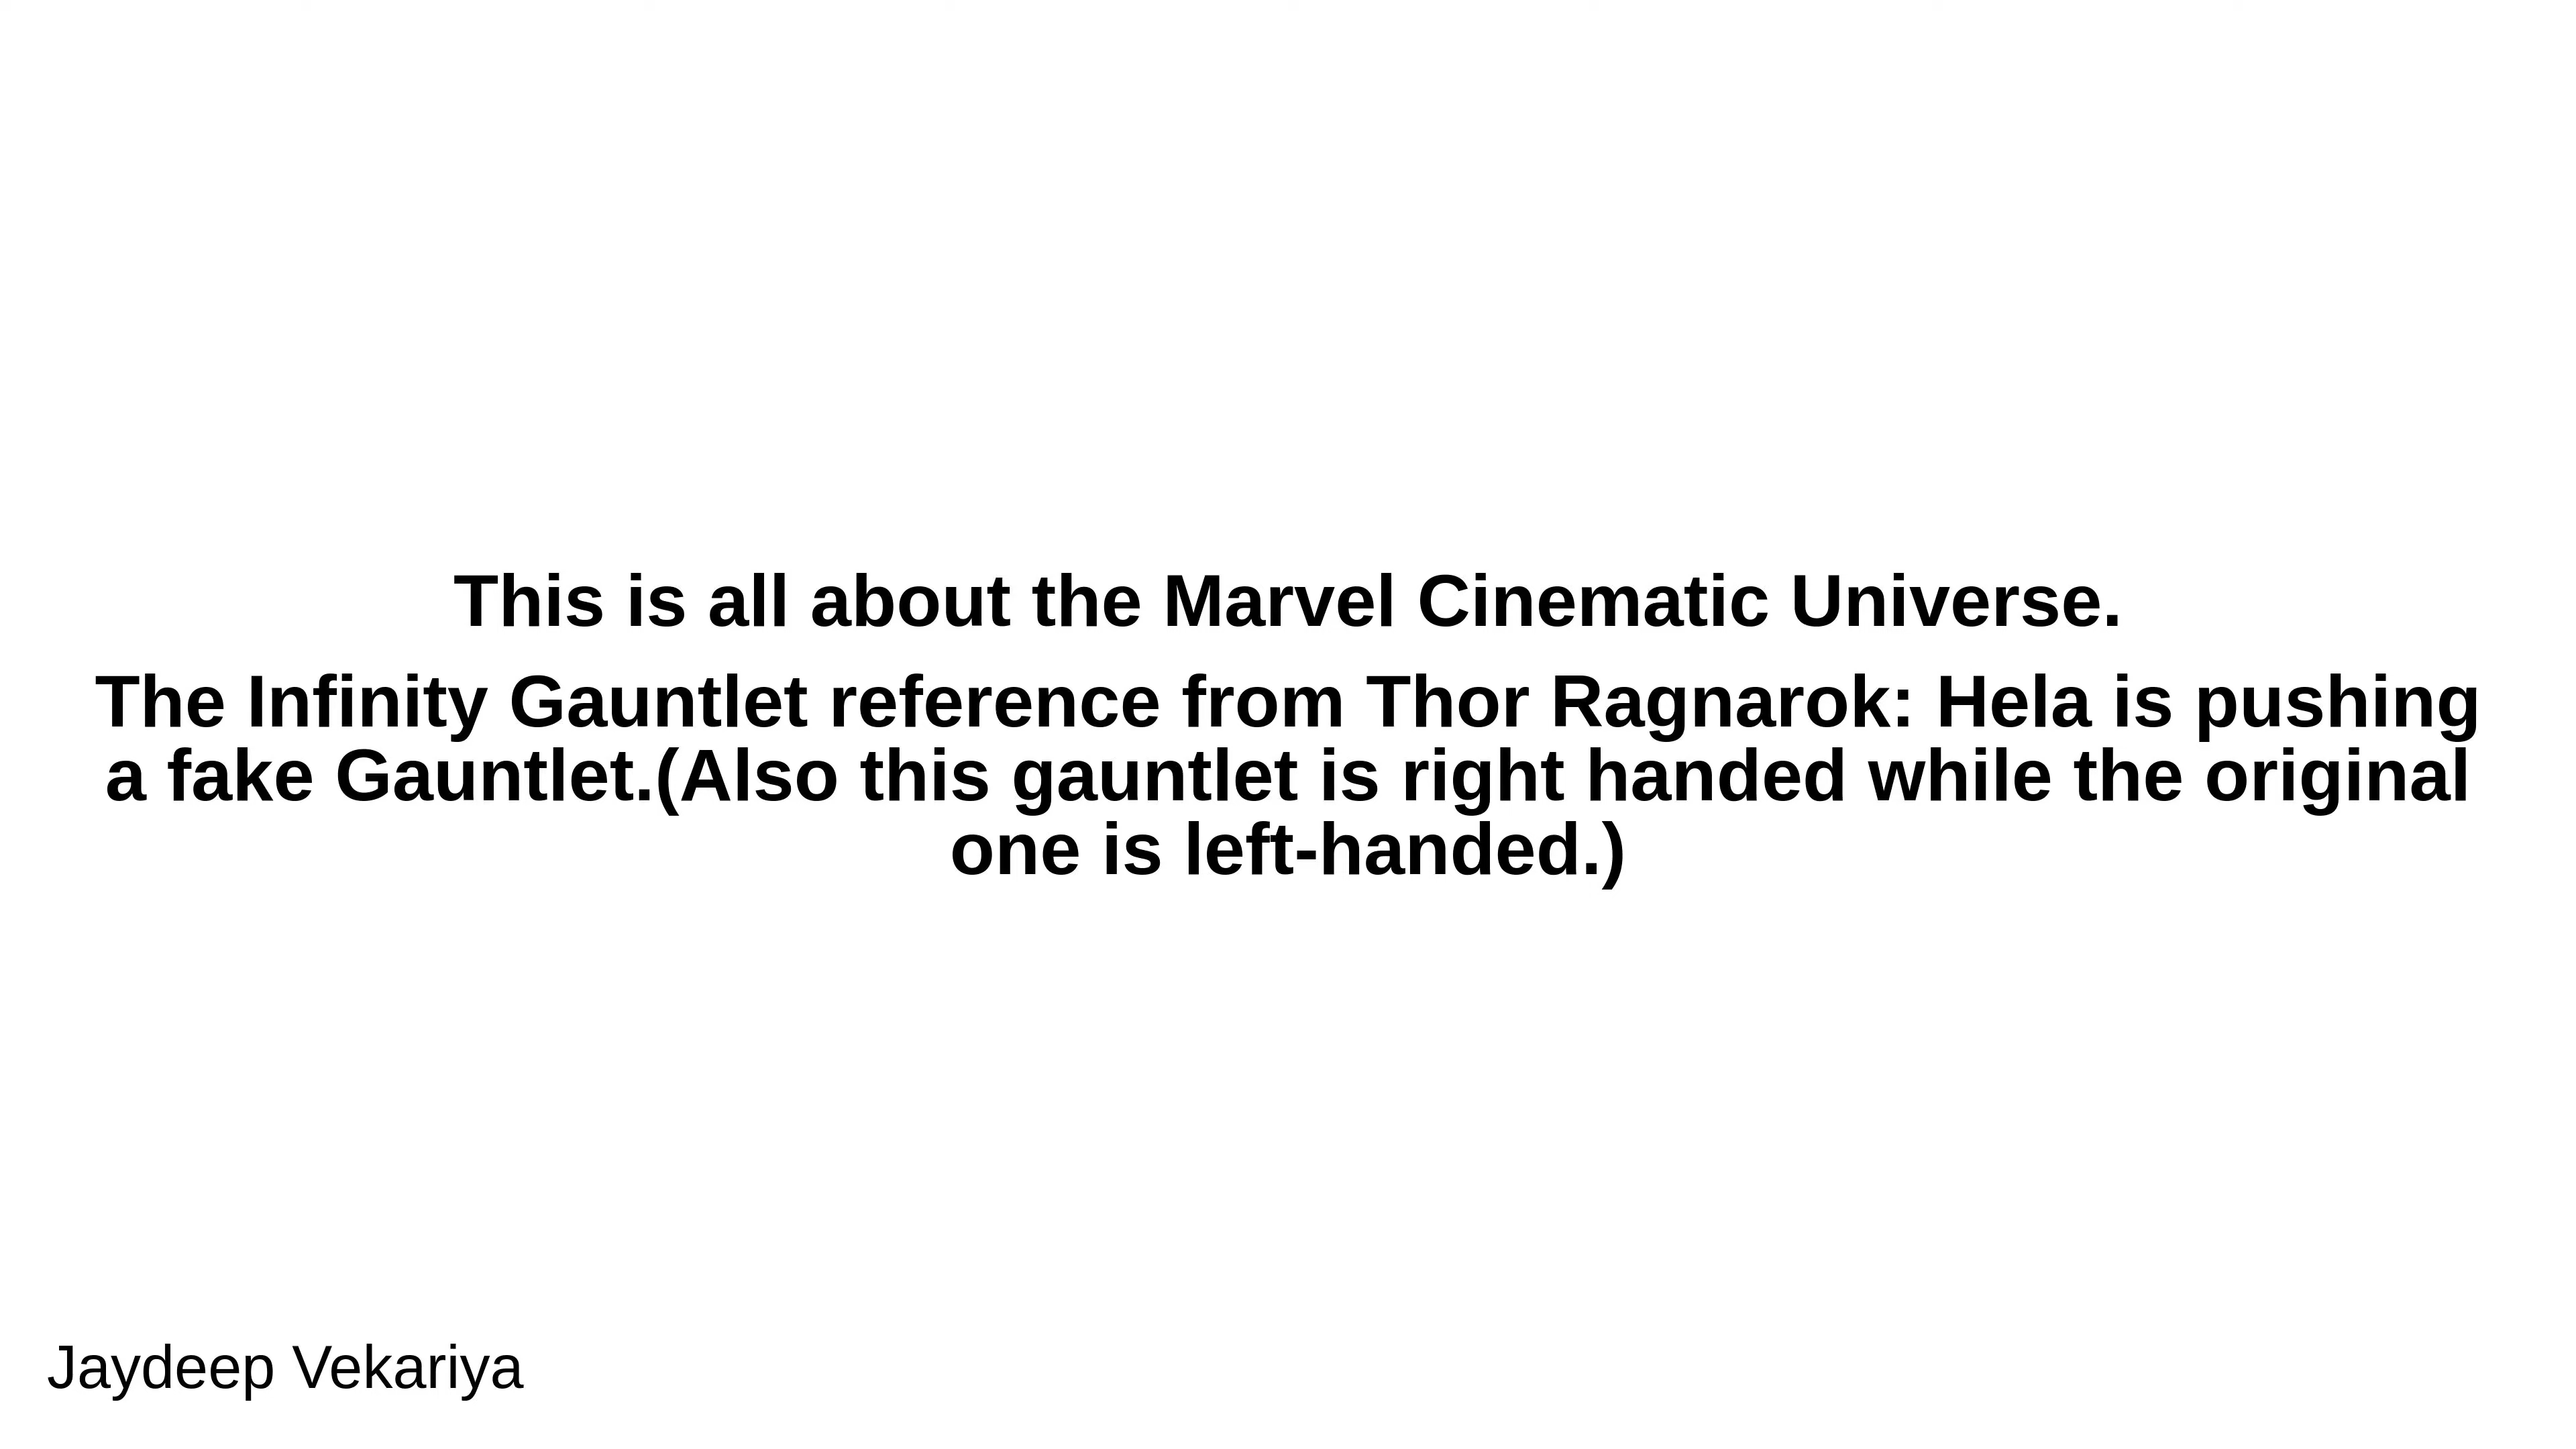 This is all about the Marvel Cinematic Universe.
The Infinity Gauntlet reference from Thor Ragnarok: Hela is pushing
a fake Gauntlet.(Also this gauntlet is right handed while the original
one is left-handed.)
Jaydeep Vekariya